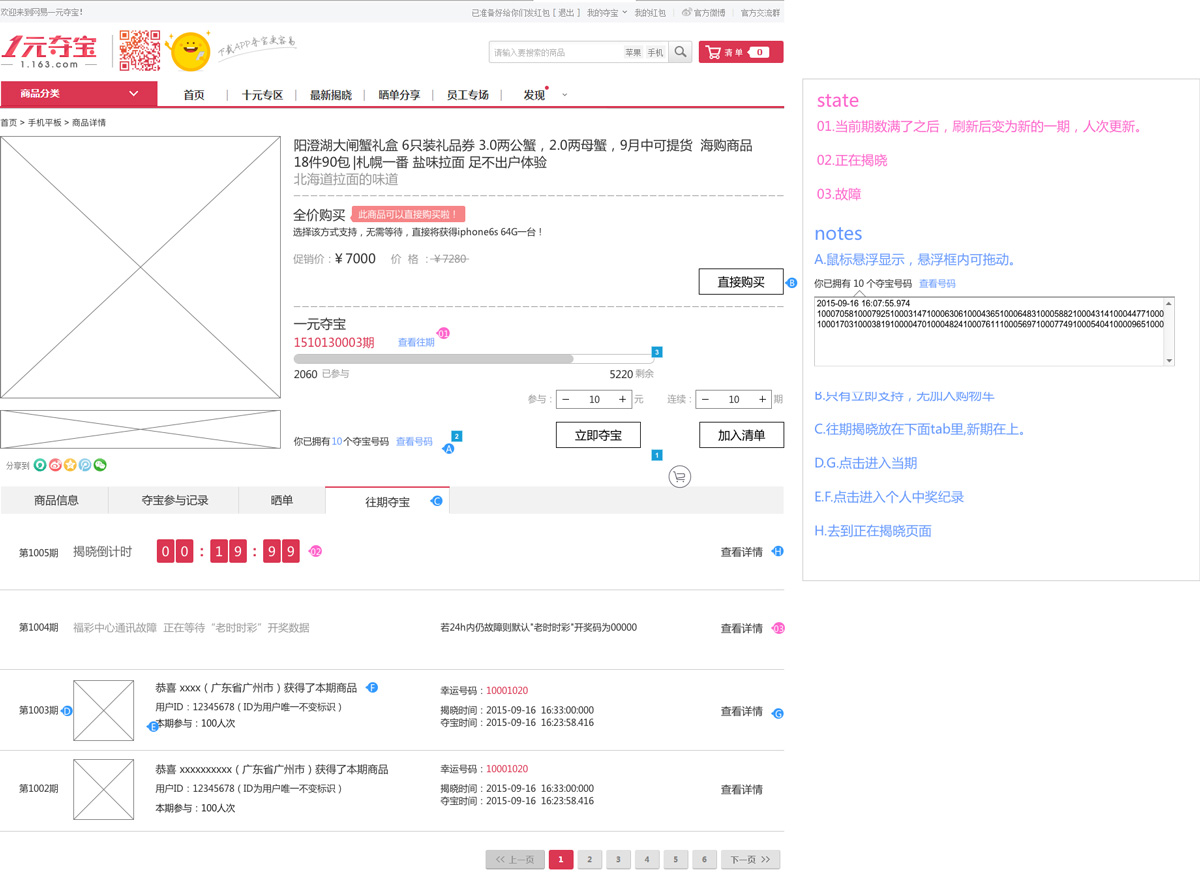 欢迎来到网易一元夺宝！
已准备好给你们发红包 [ 退出 ] 我的夺宝 我的红包 官方微博 官方交流群
1元夺宝
1.163.com
下载APP夺宝更容易
请输入要搜索的商品 苹果 手机
清单 0
商品分类 首页 十元专区 最新揭晓 晒单分享 员工专场 发现
首页 > 手机平板 > 商品详情
阳澄湖大闸蟹礼盒 6只装礼品券 3.0两公蟹，2.0两母蟹，9月中可提货 海购商品
18件90包 |札幌一番 盐味拉面 足不出户体验
北海道拉面的味道
全价购买 此商品可以直接购买啦！
选择该方式支持，无需等待，直接将获得iphone6s 64G一台！
促销价：¥ 7000 价 格 ：¥ 7280
直接购买 B
一元夺宝
1510130003期 查看往期 01
3
2060 已参与 5220 剩余
参与： − 10 + 元 连续： − 10 + 期
你已拥有10个夺宝号码 查看号码 2 A
立即夺宝 加入清单
1
分享到
商品信息 夺宝参与记录 晒单 往期夺宝 C
第1005期 揭晓倒计时 00:19:99 02 查看详情 H
第1004期 福彩中心通讯故障 正在等待“老时时彩”开奖数据 若24h内仍故障则默认"老时时彩"开奖码为00000 查看详情 03
恭喜 xxxx（广东省广州市）获得了本期商品 F
用户ID：12345678（ID为用户唯一不变标识）
第1003期 D
E 本期参与：100人次
幸运号码：10001020
揭晓时间：2015-09-16 16:33:00:000
夺宝时间：2015-09-16 16:23:58.416
查看详情 G
恭喜 xxxxxxxxxx（广东省广州市）获得了本期商品
用户ID：12345678（ID为用户唯一不变标识）
第1002期
本期参与：100人次
幸运号码：10001020
揭晓时间：2015-09-16 16:33:00:000
夺宝时间：2015-09-16 16:23:58.416
查看详情
<< 上一页 1 2 3 4 5 6 下一页 >>
state
01.当前期数满了之后，刷新后变为新的一期，人次更新。
02.正在揭晓
03.故障
notes
A.鼠标悬浮显示，悬浮框内可拖动。
你已拥有 10 个夺宝号码 查看号码
2015-09-16 16:07:55.974
1000705810007925100031471000630610004365100064831000588210004314100044771000
1000170310003819100004701000482410007611100056971000774910005404100009651000
B.只有立即支持，无加入购物车
C.往期揭晓放在下面tab里,新期在上。
D.G.点击进入当期
E.F.点击进入个人中奖纪录
H.去到正在揭晓页面